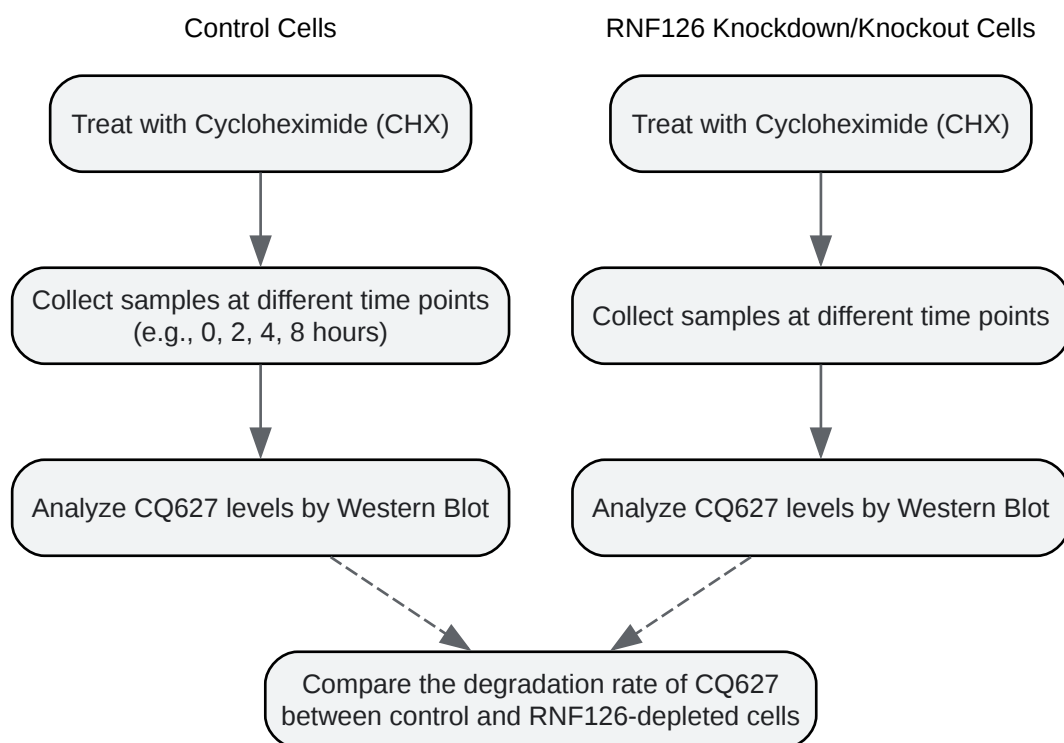 Control Cells
RNF126 Knockdown/Knockout Cells
Treat with Cycloheximide (CHX)
Treat with Cycloheximide (CHX)
Collect samples at different time points
(e.g., 0, 2, 4, 8 hours)
Collect samples at different time points
Analyze CQ627 levels by Western Blot
Analyze CQ627 levels by Western Blot
Compare the degradation rate of CQ627
between control and RNF126-depleted cells